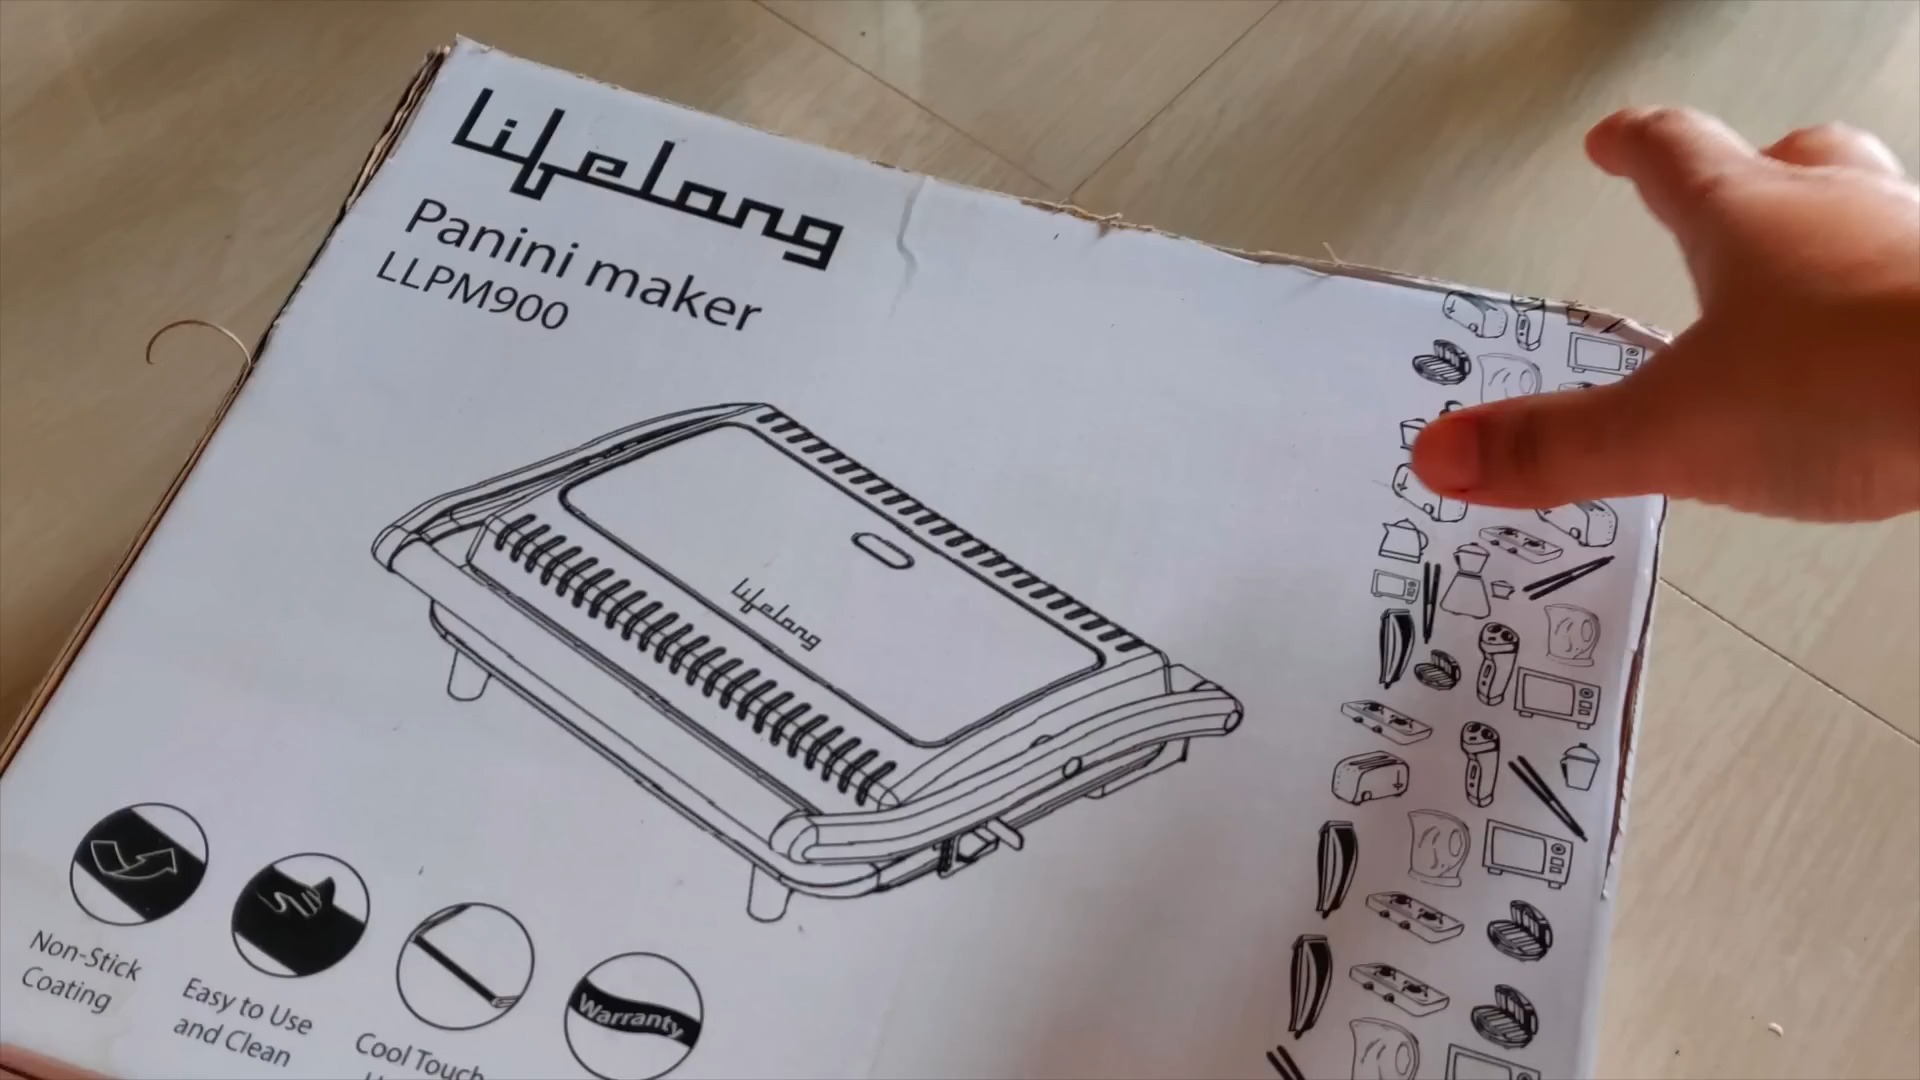 Lifelong
Panini maker
LLPM900
Lifelong
Non-Stick
Coating
Easy to Use
and Clean
Cool Touch
Warranty